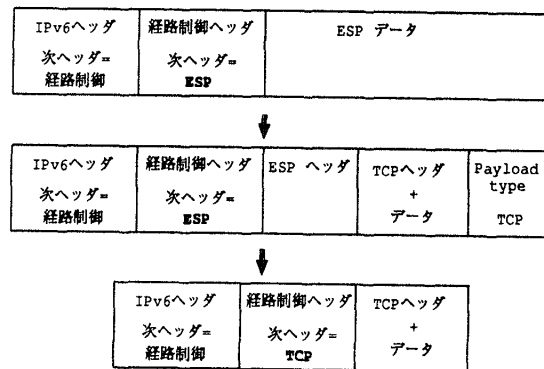 IPv6ヘッダ
次ヘッダ=
経路制御
経路制御ヘッダ
次ヘッダ=
ESP
ESP データ
IPv6ヘッダ
次ヘッダ=
経路制御
経路制御ヘッダ
次ヘッダ=
ESP
ESP ヘッダ
TCPヘッダ
+
データ
Payload
type
TCP
IPv6ヘッダ
次ヘッダ=
経路制御
経路制御ヘッダ
次ヘッダ=
TCP
TCPヘッダ
+
データ